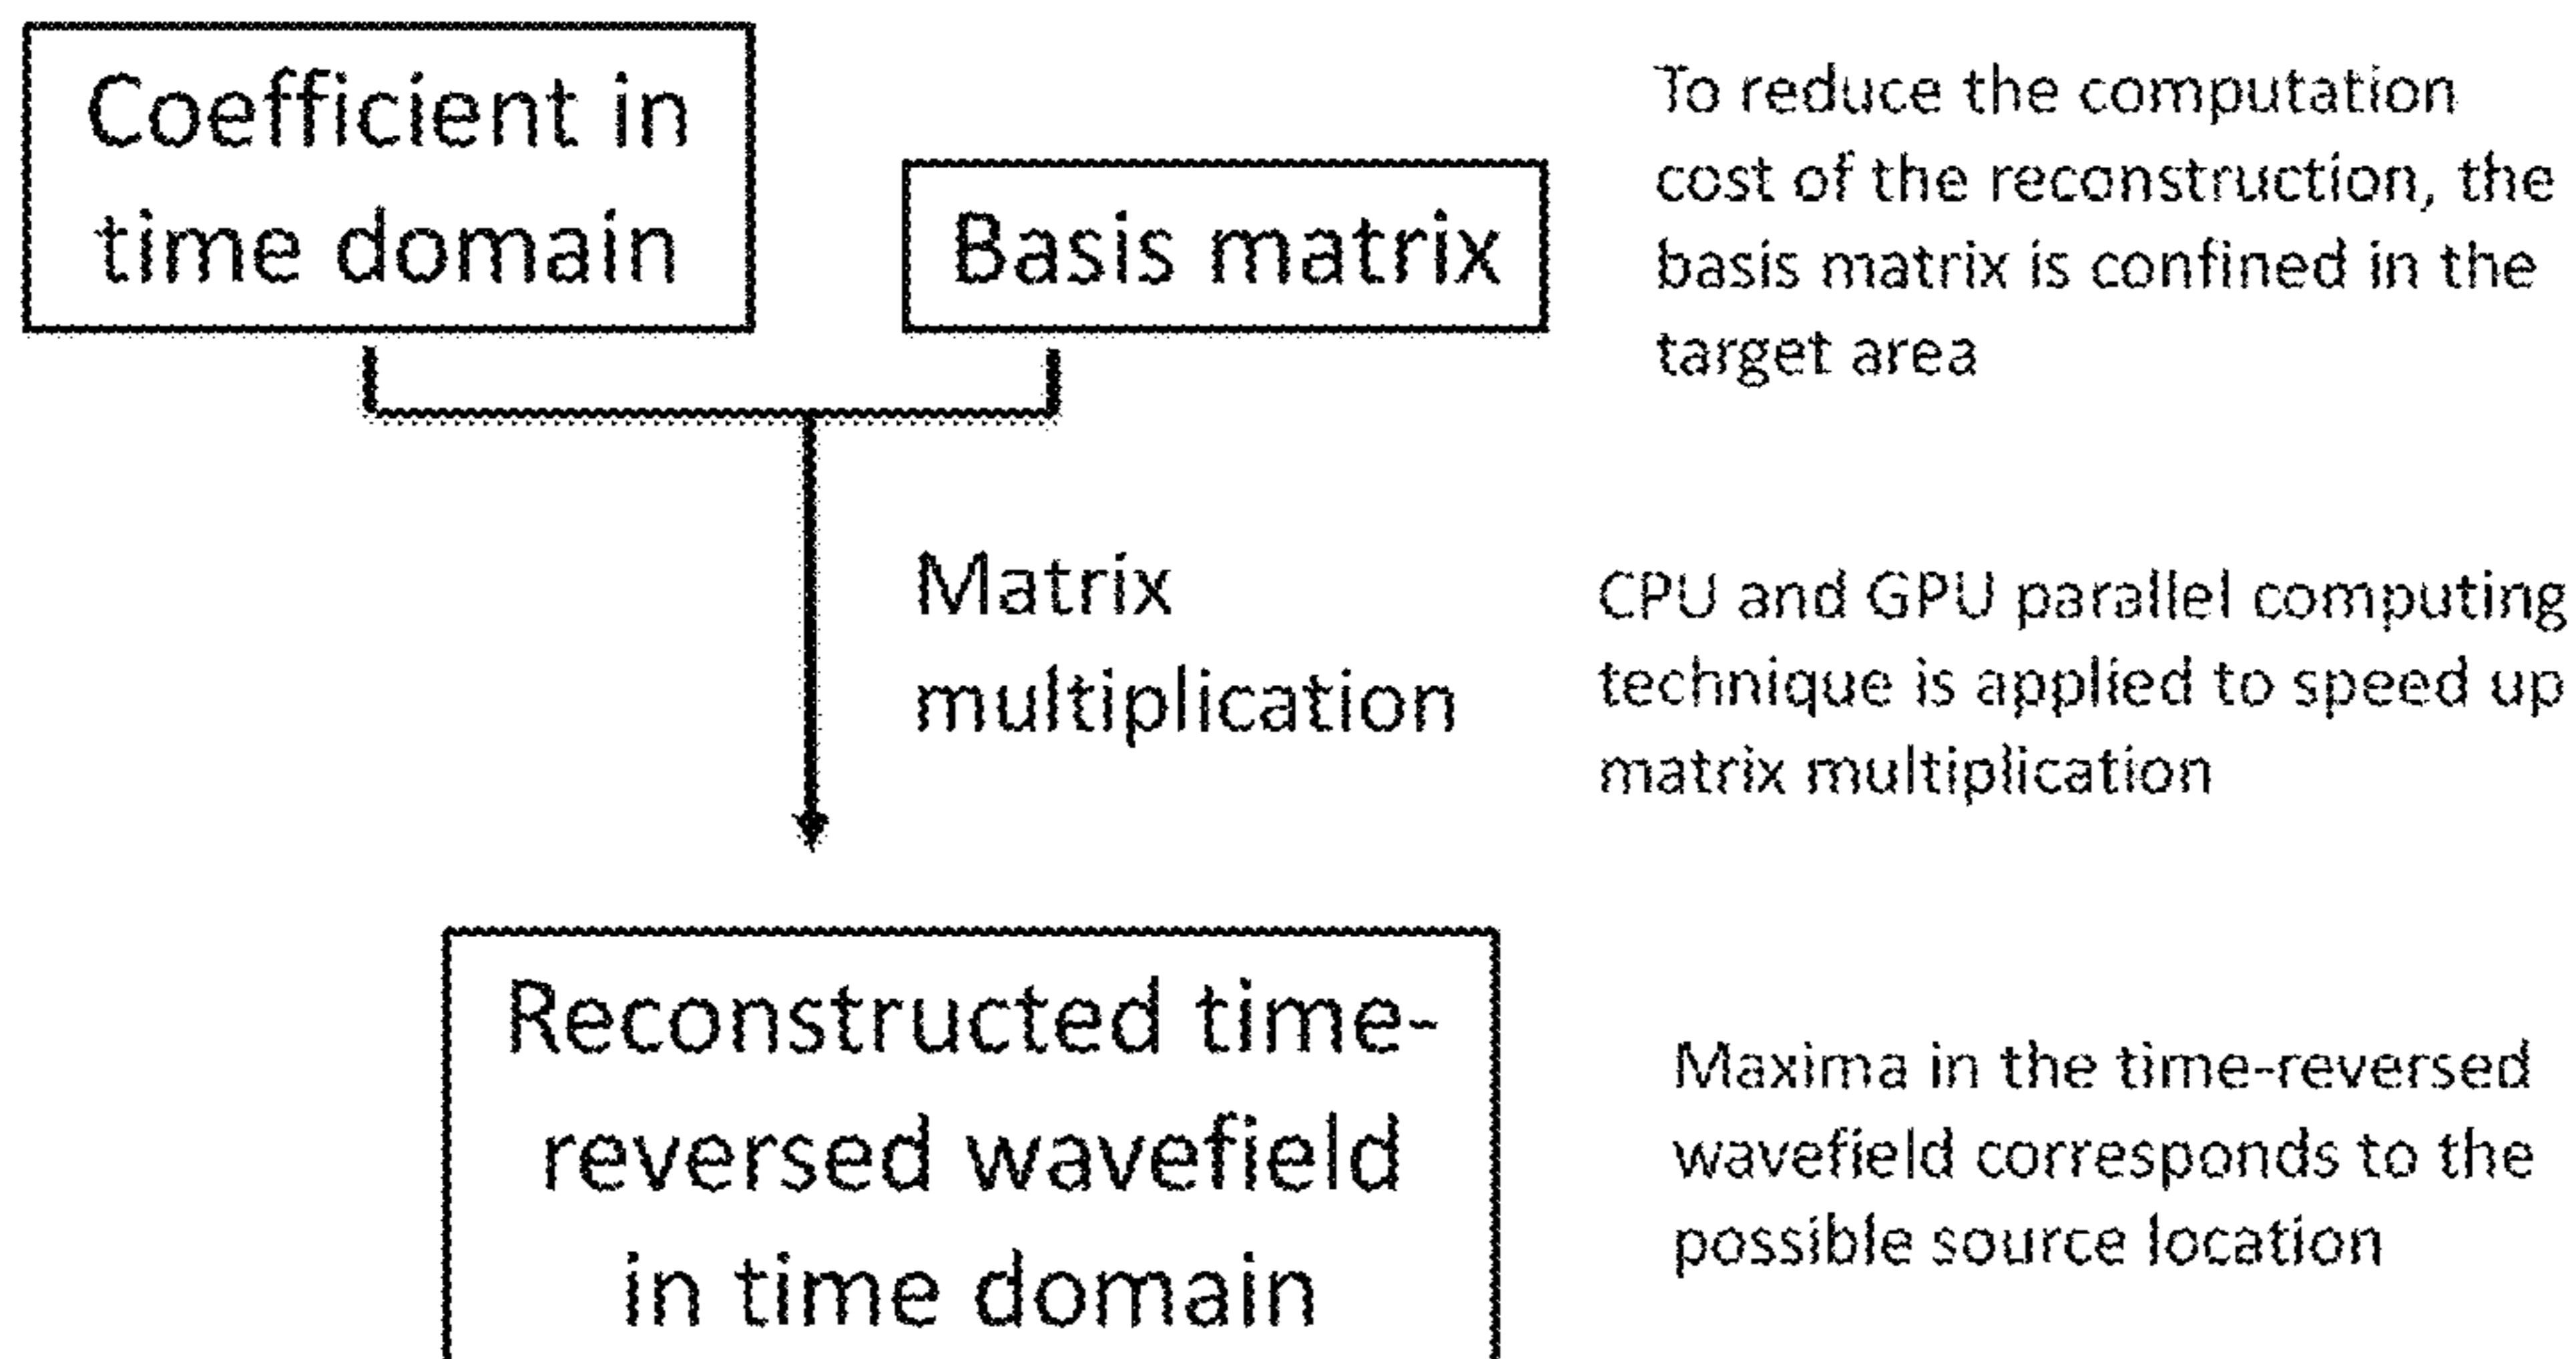 Coefficient in
time domain
Basis matrix
To reduce the computation
cost of the reconstruction, the
basis matrix is confined in the
target area
Matrix
multiplication
CPU and GPU parallel computing
technique is applied to speed up
matrix multiplication
Reconstructed time-
reversed wavefield
in time domain
Maxima in the time-reversed
wavefield corresponds to the
possible source location